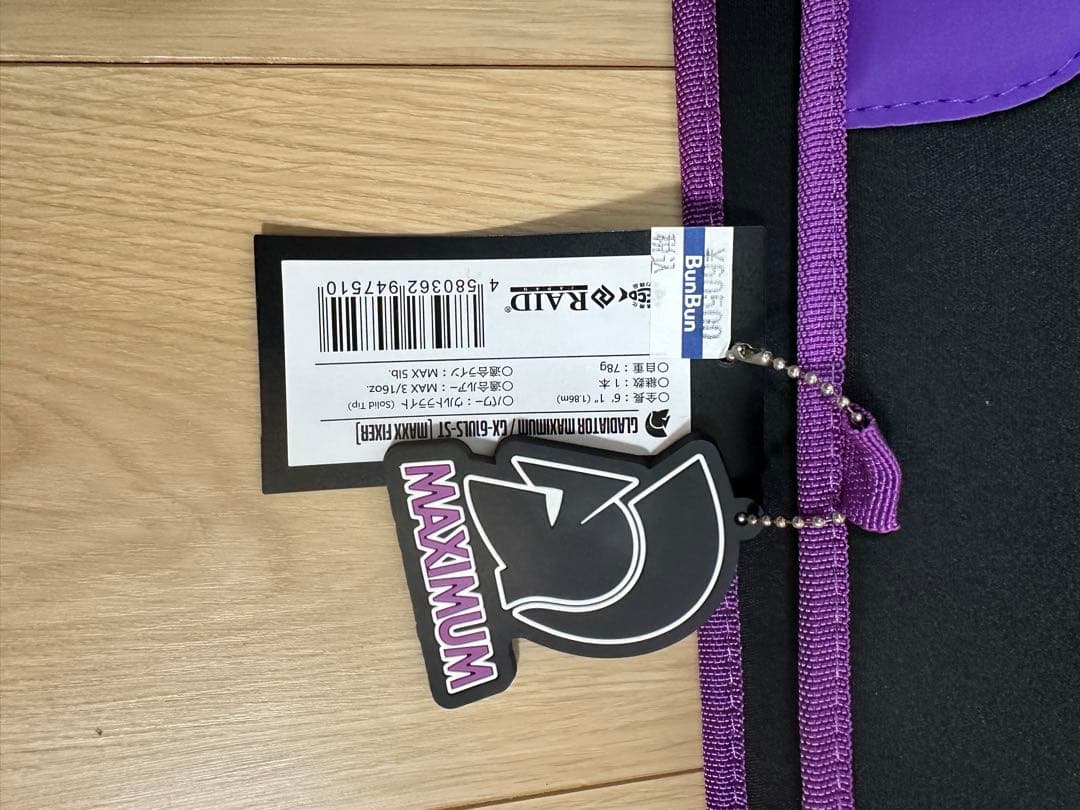 GLADIATOR MAXIMUM / GX-61ULS-ST [MAXX FIXER]
○全長:6'1" (1.86m)
○パワー:ウルトラライト (Solid Tip)
○継数:1本
○適合ルアー:MAX 3/16oz.
○自重:78g
○適合ライン:MAX 5lb.
RAID®
JAPAN
4 580362 947510
BunBun
MAXIMUM